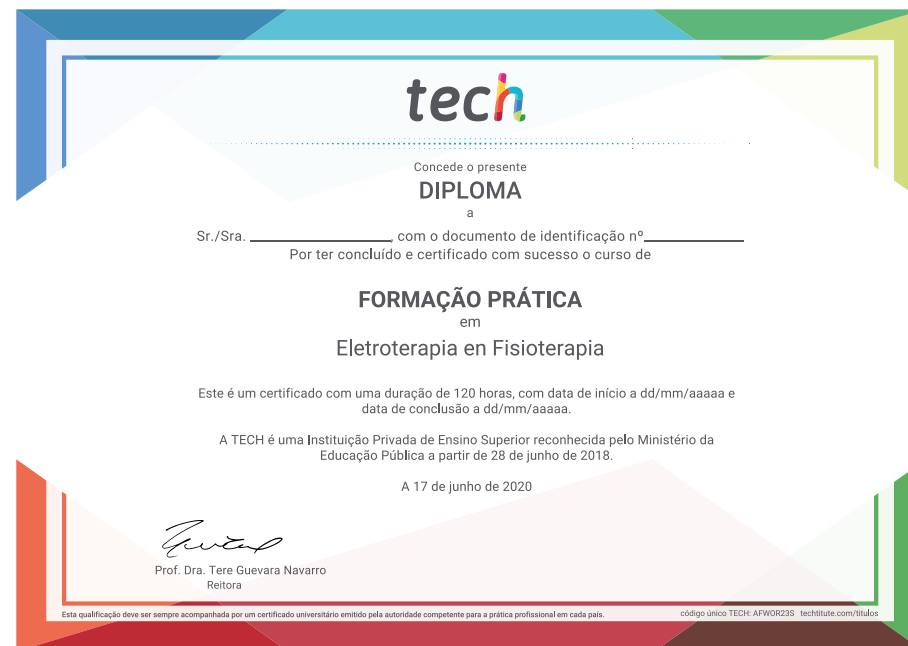 tech
Concede o presente
DIPLOMA
a
Sr./Sra. ________________, com o documento de identificação nº____________
Por ter concluído e certificado com sucesso o curso de
FORMAÇÃO PRÁTICA
em
Eletroterapia en Fisioterapia
Este é um certificado com uma duração de 120 horas, com data de início a dd/mm/aaaaa e
data de conclusão a dd/mm/aaaaa.
A TECH é uma Instituição Privada de Ensino Superior reconhecida pelo Ministério da
Educação Pública a partir de 28 de junho de 2018.
A 17 de junho de 2020
Prof. Dra. Tere Guevara Navarro
Reitora
Esta qualificação deve ser sempre acompanhada por um certificado universitário emitido pela autoridade competente para a prática profissional em cada país.
código único TECH: AFWOR23S techtitute.com/titulos